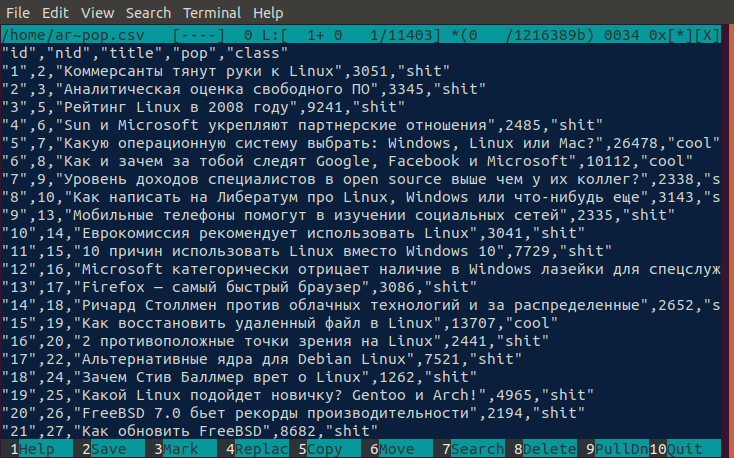 File Edit View Search Terminal Help
/home/ar~pop.csv [----] 0 L:[ 1+ 0 1/11403] *(0 /1216389b) 0034 0x[*][X]
"id","nid","title","pop","class"
"1",2,"Коммерсанты тянут руки к Linux",3051,"shit"
"2",3,"Аналитическая оценка свободного ПО",3345,"shit"
"3",5,"Рейтинг Linux в 2008 году",9241,"shit"
"4",6,"Sun и Microsoft укрепляют партнерские отношения",2485,"shit"
"5",7,"Какую операционную систему выбрать: Windows, Linux или Mac?",26478,"cool"
"6",8,"Как и зачем за тобой следят Google, Facebook и Microsoft",10112,"cool"
"7",9,"Уровень доходов специалистов в open source выше чем у их коллег?",2338,"s
"8",10,"Как написать на Либератум про Linux, Windows или что-нибудь еще",3143,"s
"9",13,"Мобильные телефоны помогут в изучении социальных сетей",2335,"shit"
"10",14,"Еврокомиссия рекомендует использовать Linux",3041,"shit"
"11",15,"10 причин использовать Linux вместо Windows 10",7729,"shit"
"12",16,"Microsoft категорически отрицает наличие в Windows лазейки для спецслуж
"13",17,"Firefox — самый быстрый браузер",3086,"shit"
"14",18,"Ричард Столлмен против облачных технологий и за распределенные",2652,"s
"15",19,"Как восстановить удаленный файл в Linux",13707,"cool"
"16",20,"2 противоположные точки зрения на Linux",2441,"shit"
"17",22,"Альтернативные ядра для Debian Linux",7521,"shit"
"18",24,"Зачем Стив Баллмер врет о Linux",1262,"shit"
"19",25,"Какой Linux подойдет новичку? Gentoo и Arch!",4965,"shit"
"20",26,"FreeBSD 7.0 бьет рекорды производительности",2194,"shit"
"21",27,"Как обновить FreeBSD",8682,"shit"
1Help 2Save 3Mark 4Replac 5Copy 6Move 7Search 8Delete 9PullDn10Quit